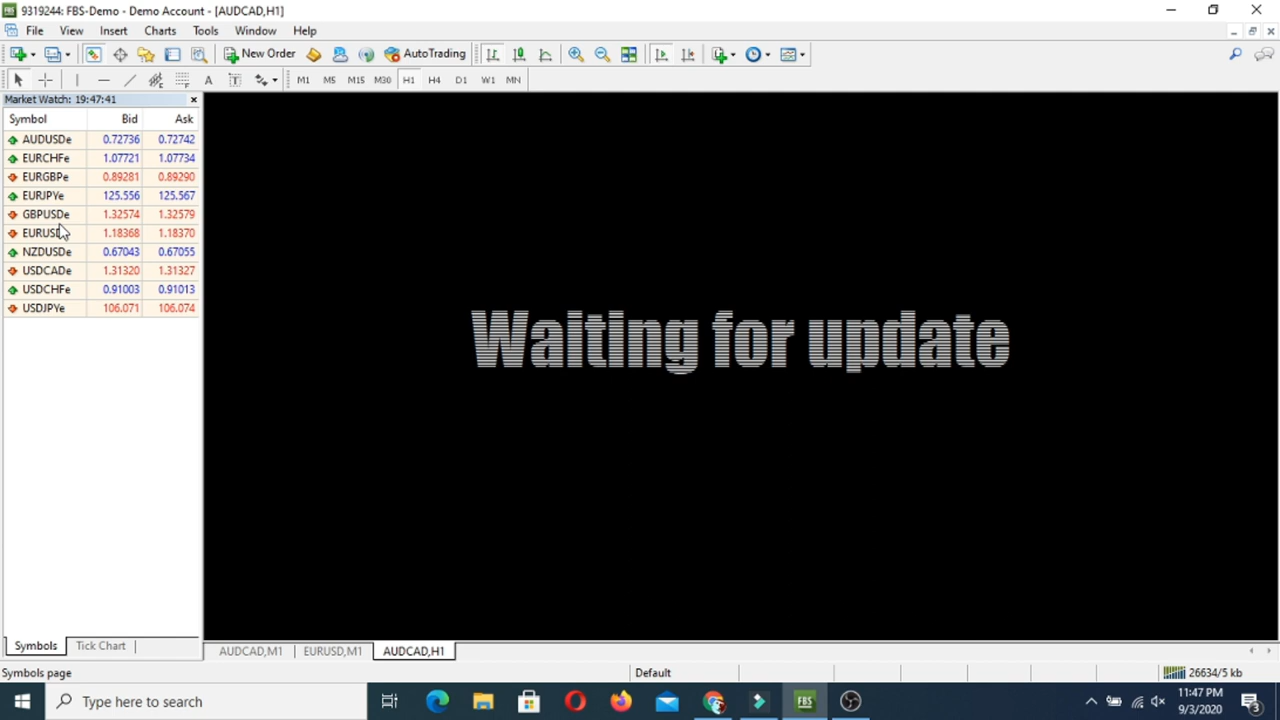 9319244: FBS-Demo - Demo Account - [AUDCAD,H1]
File View Insert Charts Tools Window Help
New Order AutoTrading
A T M1 M5 M15 M30 H1 H4 D1 W1 MN
Market Watch: 19:47:41
Symbol Bid Ask
AUDUSDe 0.72736 0.72742
EURCHFe 1.07721 1.07734
EURGBPe 0.89281 0.89290
EURJPYe 125.556 125.567
GBPUSDe 1.32574 1.32579
EURUSD 1.18368 1.18370
NZDUSDe 0.67043 0.67055
USDCADe 1.31320 1.31327
USDCHFe 0.91003 0.91013
USDJPYe 106.071 106.074
Waiting for update
Symbols Tick Chart
AUDCAD,M1 EURUSD,M1 AUDCAD,H1
Symbols page Default 26634/5 kb
Type here to search FBS 11:47 PM
9/3/2020 3